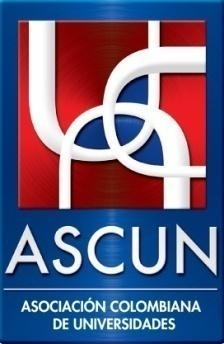 ASCUN
ASOCIACIÓN COLOMBIANA
DE UNIVERSIDADES